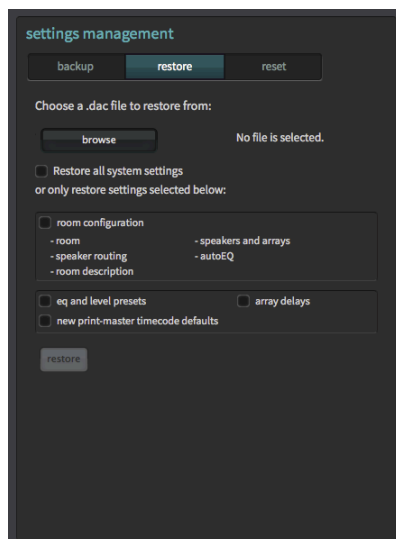 settings management
backup restore reset
Choose a .dac file to restore from:
browse No file is selected.
Restore all system settings
or only restore settings selected below:
room configuration
- room - speakers and arrays
- speaker routing - autoEQ
- room description
eq and level presets array delays
new print-master timecode defaults
restore